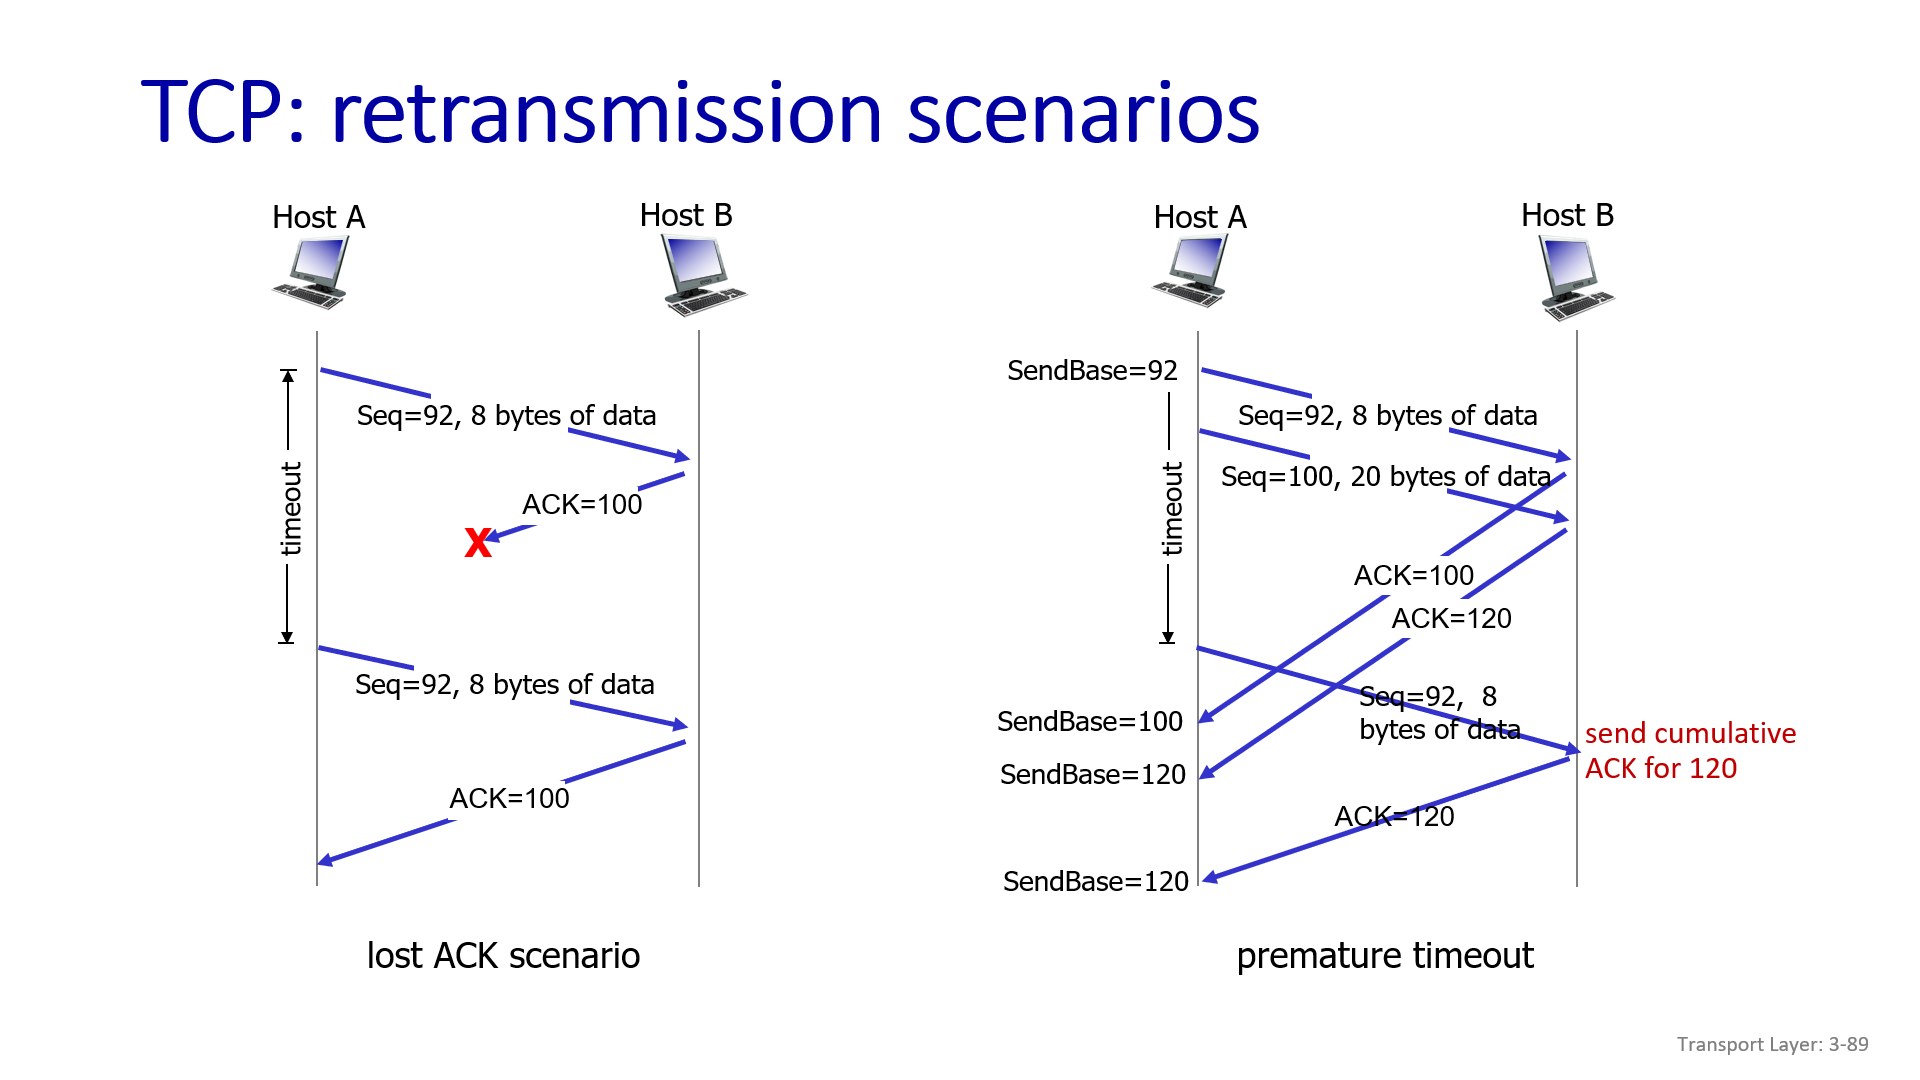 TCP: retransmission scenarios
Host A
Host B
timeout
Seq=92, 8 bytes of data
ACK=100
X
Seq=92, 8 bytes of data
ACK=100
lost ACK scenario
Host A
Host B
SendBase=92
timeout
Seq=92, 8 bytes of data
Seq=100, 20 bytes of data
ACK=100
ACK=120
Seq=92, 8
bytes of data
SendBase=100
SendBase=120
send cumulative
ACK for 120
ACK=120
SendBase=120
premature timeout
Transport Layer: 3-89